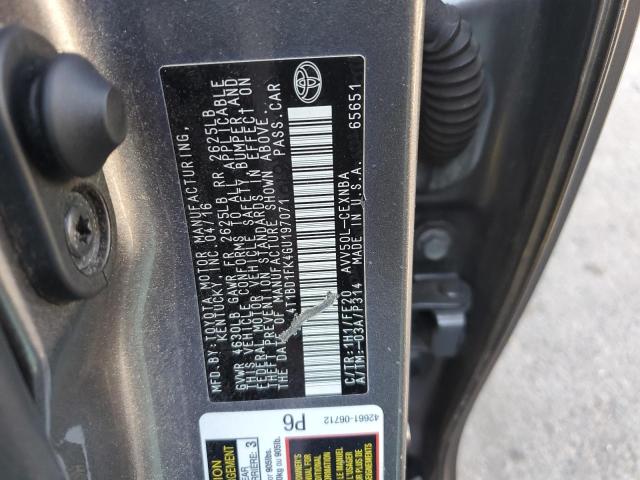 MFD.BY:TOYOTA MOTOR MANUFACTURING,
KENTUCKY, INC. 04/16
GVWR 4630LB GAWR FR 2625LB RR 2625LB
THIS VEHICLE CONFORMS TO ALL APPLICABLE
FEDERAL MOTOR VEHICLE SAFETY, BUMPER, AND
THEFT PREVENTION STANDARDS IN EFFECT ON
THE DATE OF MANUFACTURE SHOWN ABOVE.
4T1BD1FK4GU197071 PASS.CAR
C/TR:1H1/FE20 AVV50L-CEXNBA
A/TM:-03A/P314 MADE IN U.S.A. 65651
P6
42661-06712
3